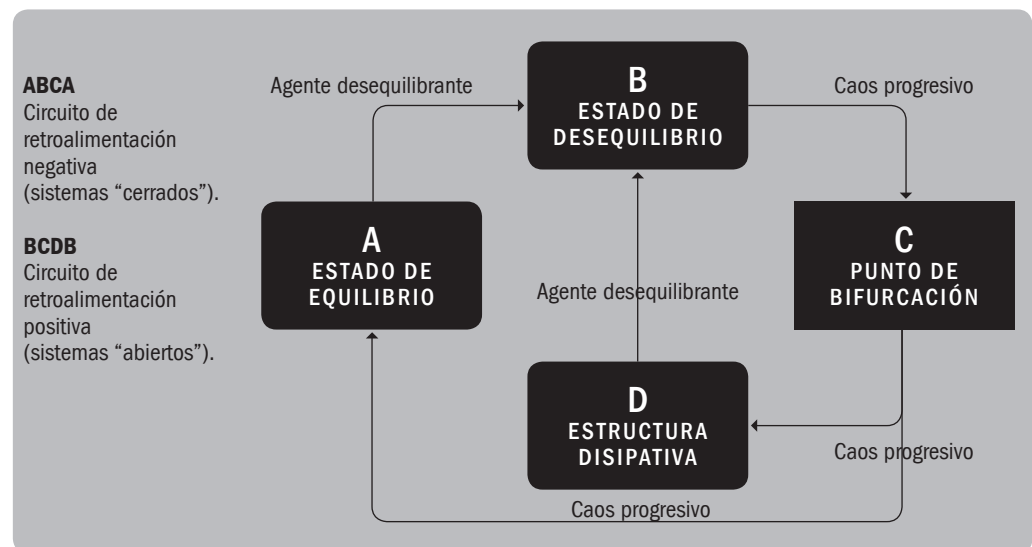 ABCA
Circuito de
retroalimentación
negativa
(sistemas “cerrados”).
BCDB
Circuito de
retroalimentación
positiva
(sistemas “abiertos”).
Agente desequilibrante
B
ESTADO DE
DESEQUILIBRIO
Caos progresivo
A
ESTADO DE
EQUILIBRIO
Agente desequilibrante
C
PUNTO DE
BIFURCACIÓN
D
ESTRUCTURA
DISIPATIVA
Caos progresivo
Caos progresivo